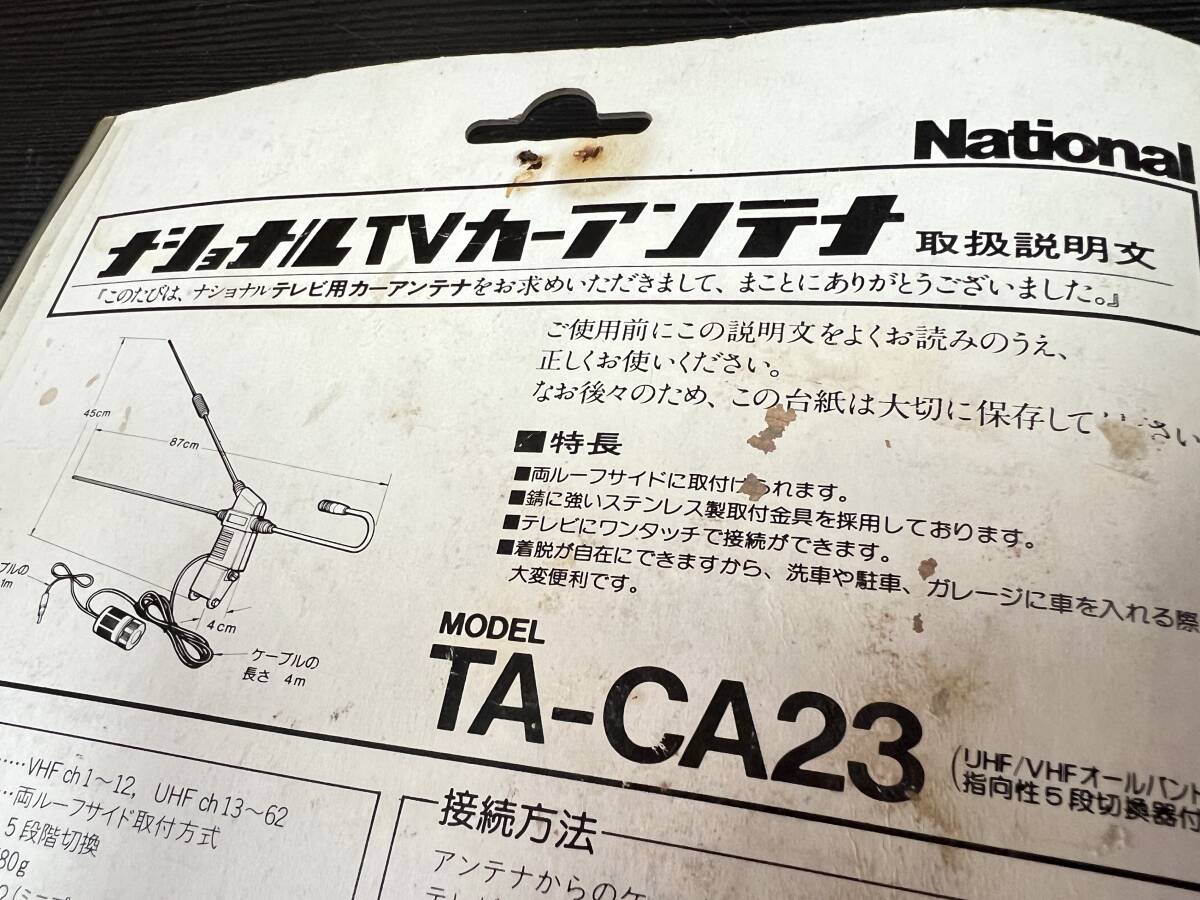 National
ナショナルTVカーアンテナ 取扱説明文
『このたびは、ナショナルテレビ用カーアンテナをお求めいただきまして、まことにありがとうございました。』
ご使用前にこの説明文をよくお読みのうえ、
正しくお使いください。
なお後々のため、この台紙は大切に保存して
■特長
■両ルーフサイドに取付けられます。
■錆に強いステンレス製取付金具を採用しております。
■テレビにワンタッチで接続ができます。
■着脱が自在にできますから、洗車や駐車、ガレージに車を入れる際
大変便利です。
45cm
87cm
ブルの
1m
4cm
ケーブルの
長さ 4m
MODEL
TA-CA23
(UHF/VHFオールバンド
指向性5段切換器付
……VHF ch1〜12, UHF ch13〜62
…両ルーフサイド取付方式
5段階切換
80g
接続方法
アンテナからのケ
テレビ